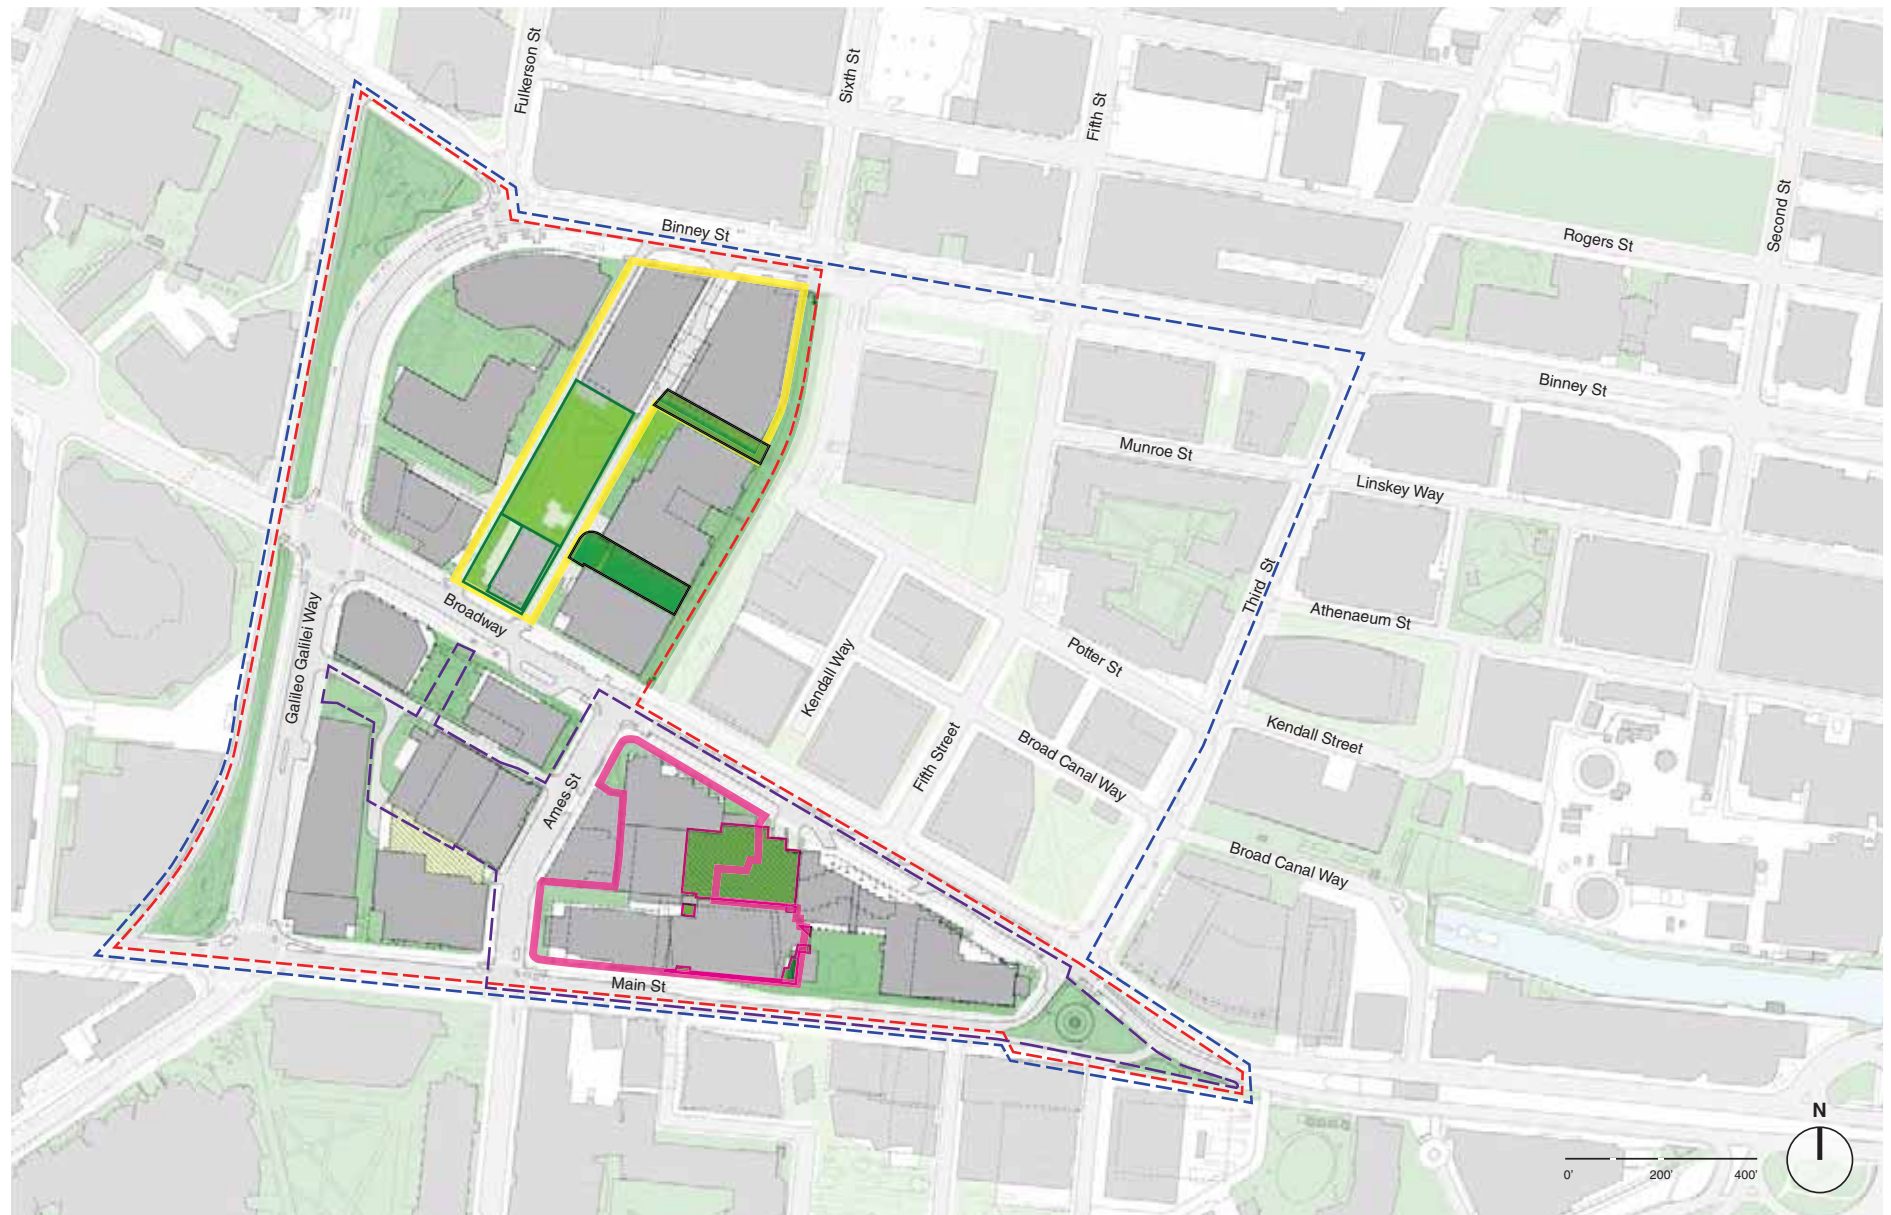 Fulkerson St
Sixth St
Fifth St
Second St
Binney St
Rogers St
Binney St
Munroe St
Linskey Way
Third St
Athenaeum St
Broadway
Galileo Galilei Way
Kendall Way
Potter St
Kendall Street
Fifth Street
Broad Canal Way
Ames St
Broad Canal Way
Main St
N
0' 200' 400'